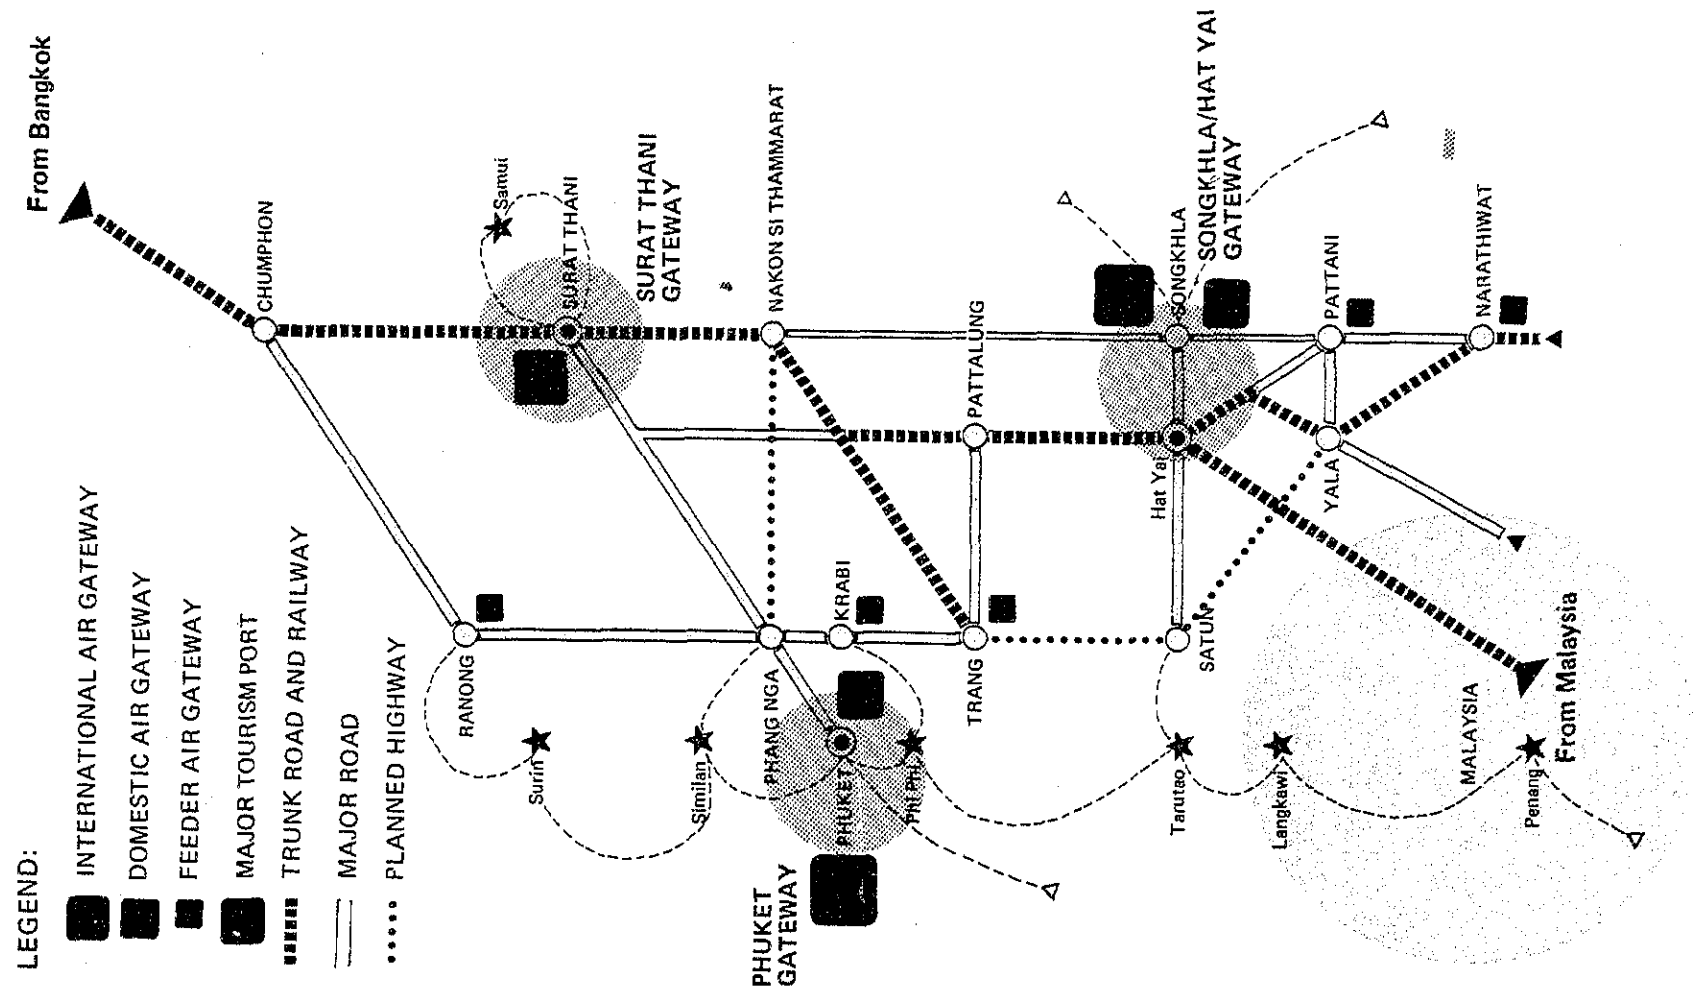 LEGEND:
INTERNATIONAL AIR GATEWAY
DOMESTIC AIR GATEWAY
FEEDER AIR GATEWAY
MAJOR TOURISM PORT
TRUNK ROAD AND RAILWAY
MAJOR ROAD
PLANNED HIGHWAY
From Bangkok
CHUMPHON
Samui
SURAT THANI
SURAT THANI
GATEWAY
NAKON SI THAMMARAT
RANONG
Surin
Similan
PHANG NGA
KRABI
PHUKET
PHUKET
GATEWAY
Phi Phi
TRANG
PATTALUNG
SONGKHLA
SONGKHLA/HAT YAI
GATEWAY
Hat Yai
SATUN
Tarutao
Langkawi
PATTANI
YALA
NARATHIWAT
MALAYSIA
Penang
From Malaysia